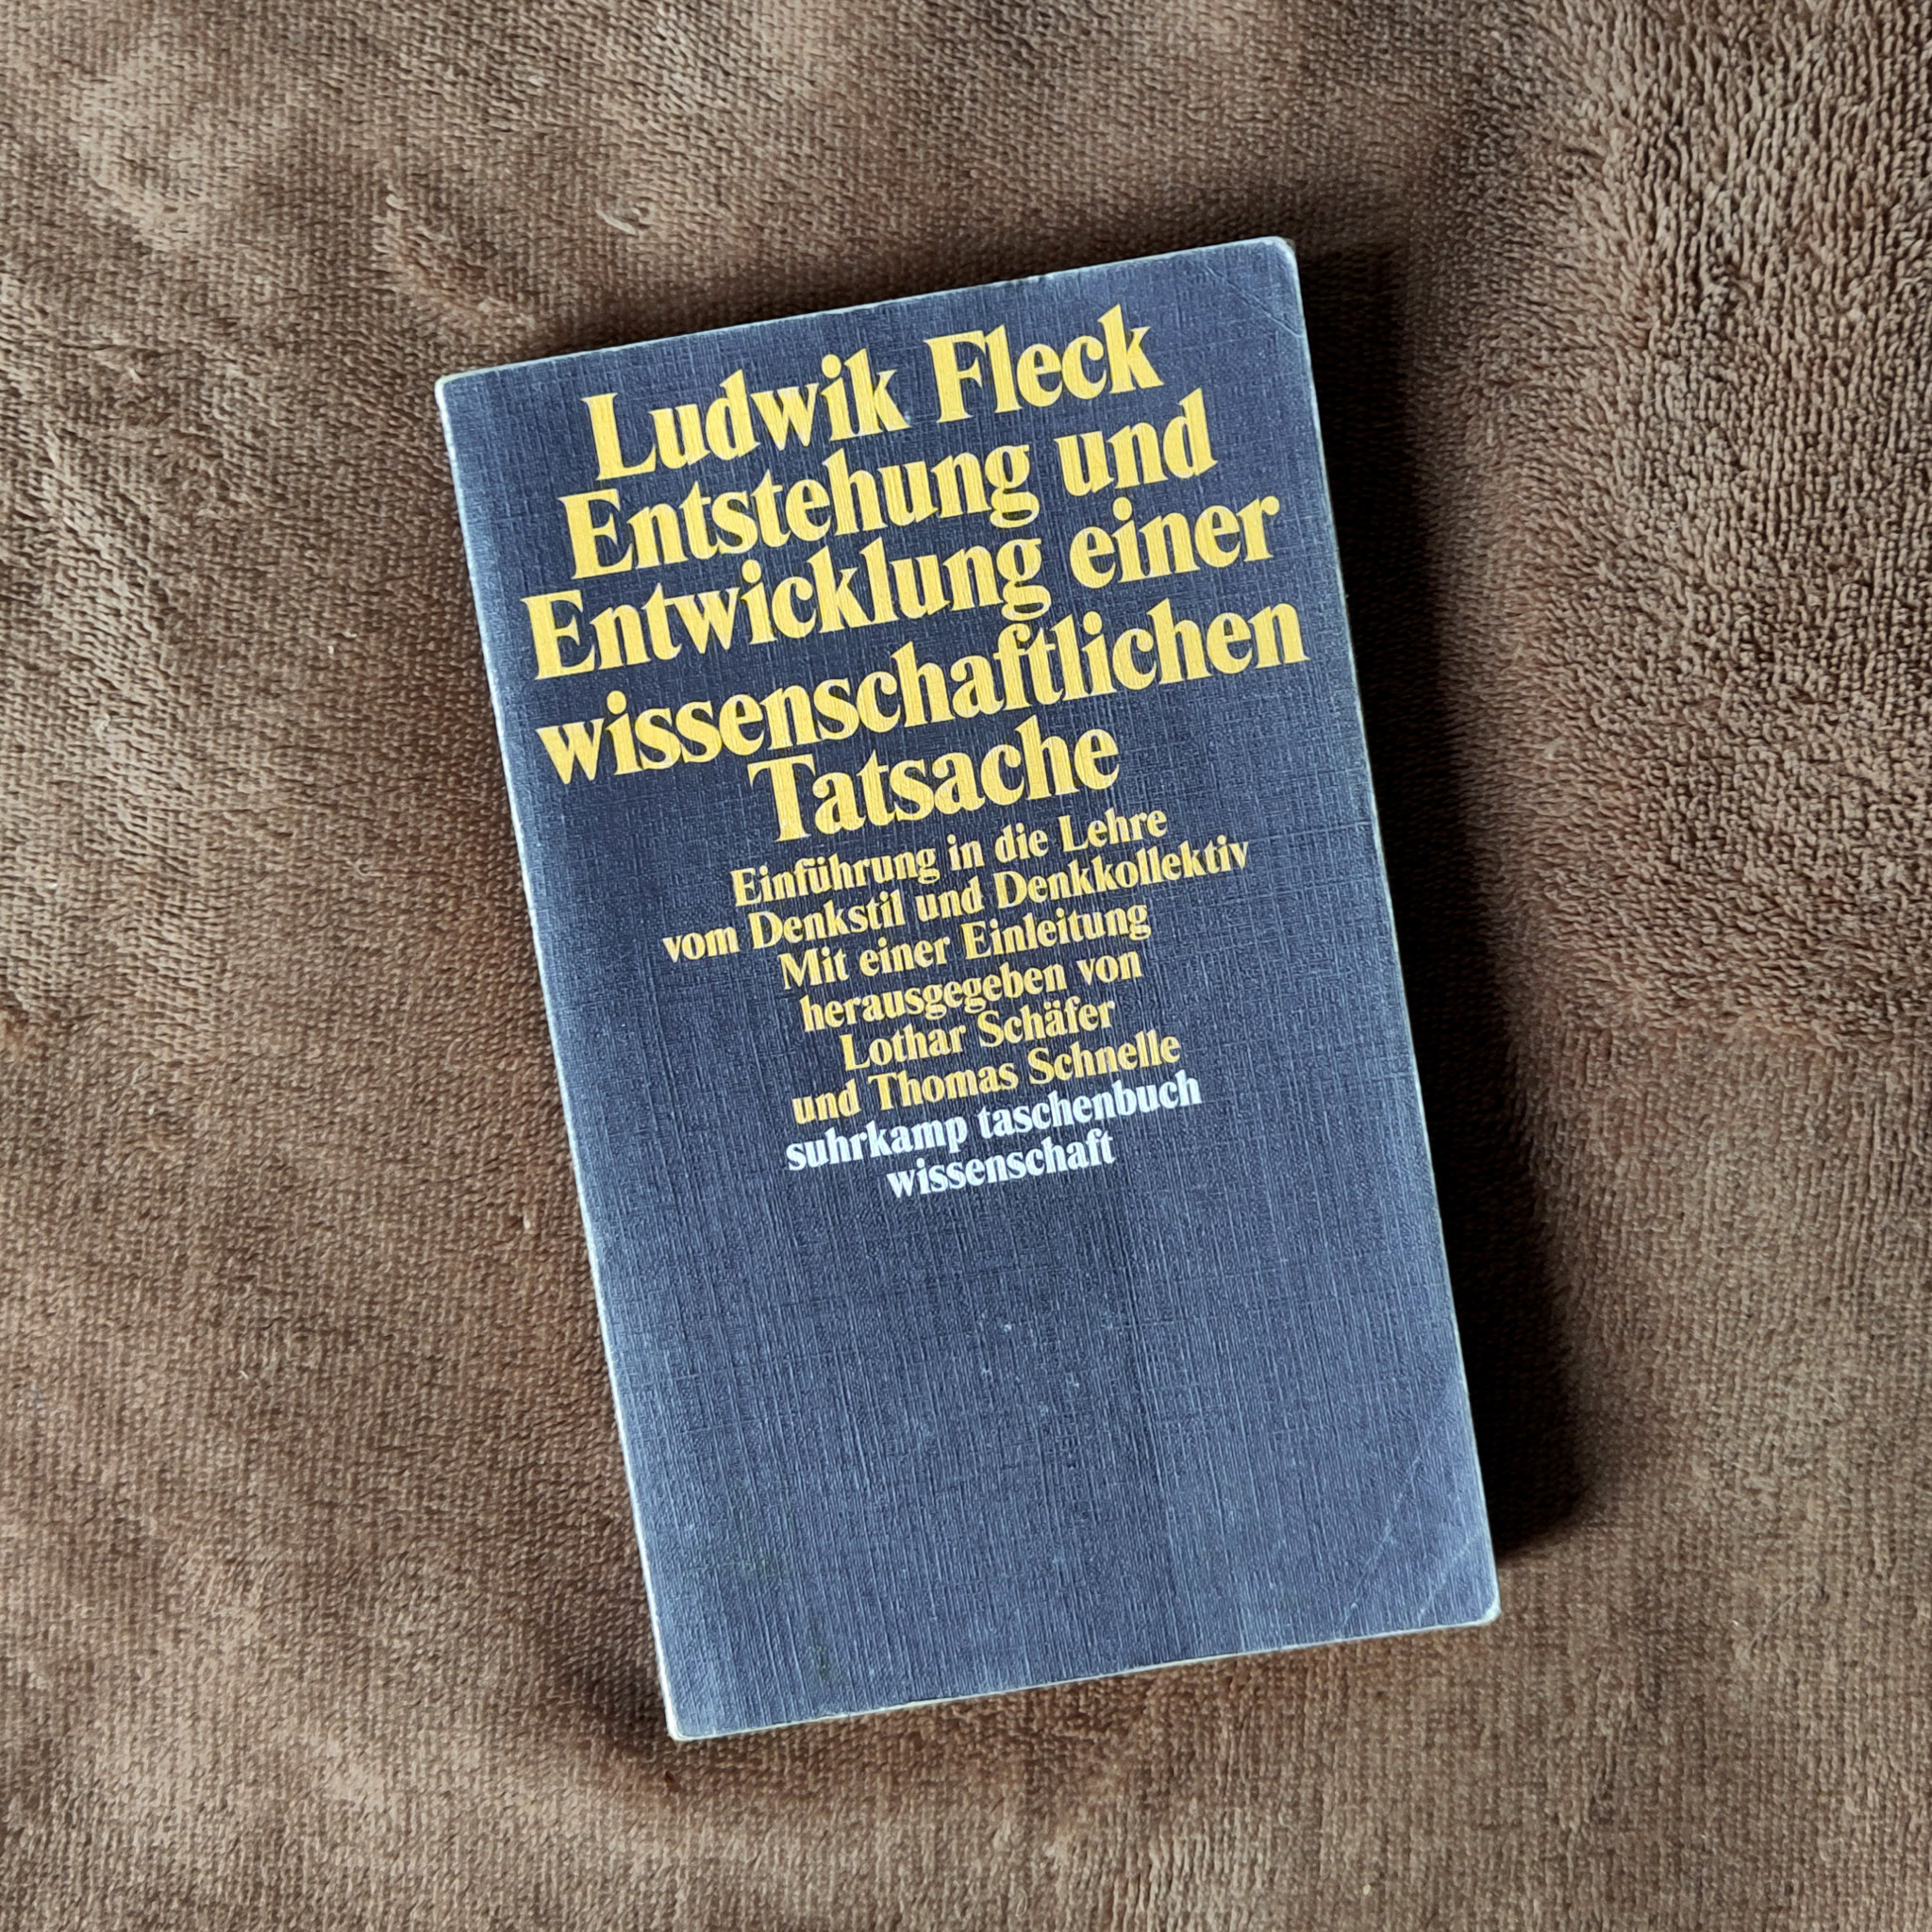 Ludwik Fleck
Entstehung und
Entwicklung einer
wissenschaftlichen
Tatsache
Einführung in die Lehre
vom Denkstil und Denkkollektiv
Mit einer Einleitung
herausgegeben von
Lothar Schäfer
und Thomas Schnelle
suhrkamp taschenbuch
wissenschaft